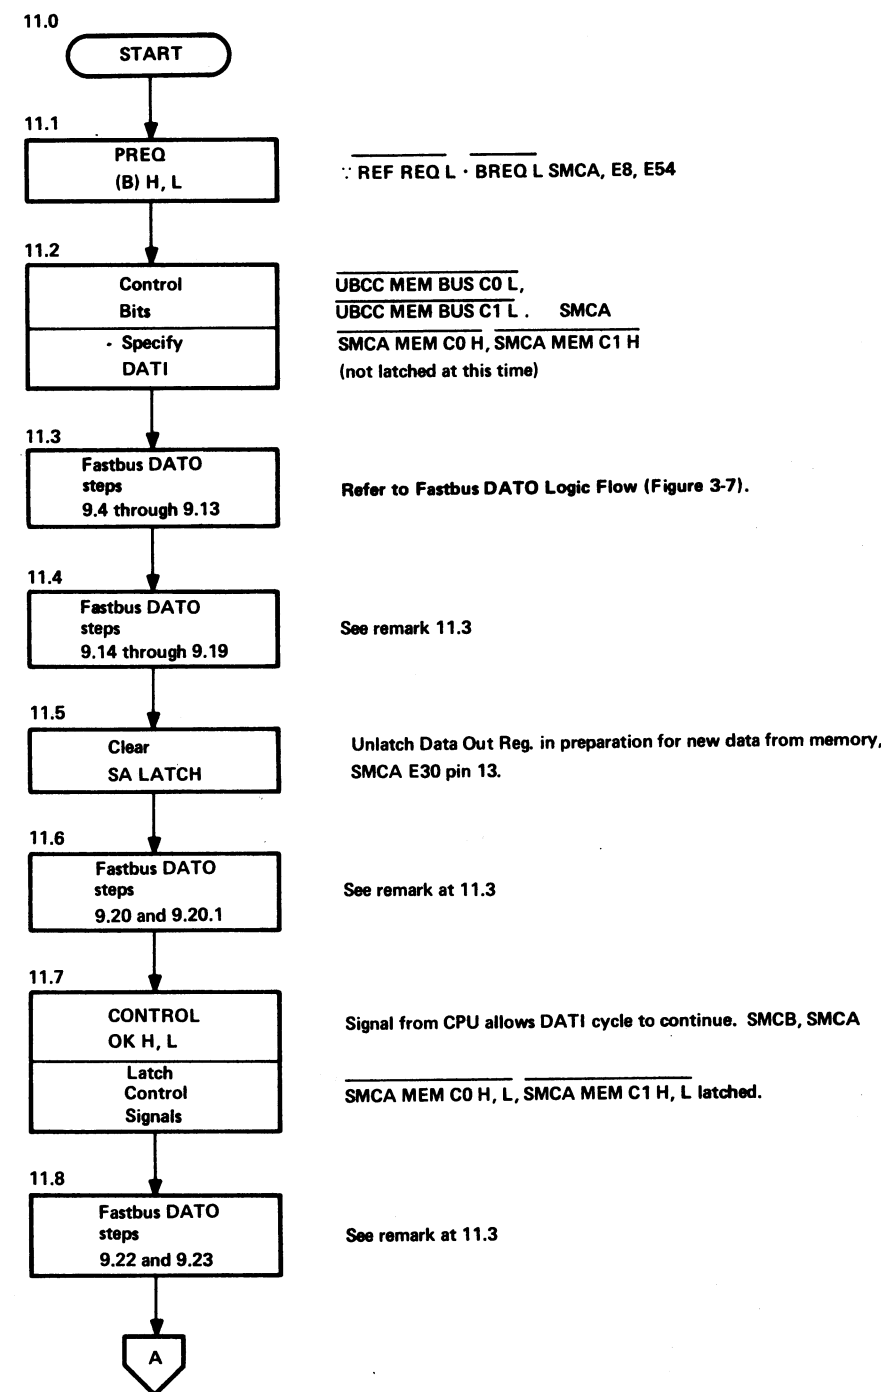 11.0
START
11.1
PREQ
(B) H, L
∵ REF REQ L · BREQ L SMCA, E8, E54
11.2
Control
Bits
UBCC MEM BUS C0 L,
UBCC MEM BUS C1 L . SMCA
Specify
DATI
SMCA MEM C0 H, SMCA MEM C1 H
(not latched at this time)
11.3
Fastbus DATO
steps
9.4 through 9.13
Refer to Fastbus DATO Logic Flow (Figure 3-7).
11.4
Fastbus DATO
steps
9.14 through 9.19
See remark 11.3
11.5
Clear
SA LATCH
Unlatch Data Out Reg. in preparation for new data from memory,
SMCA E30 pin 13.
11.6
Fastbus DATO
steps
9.20 and 9.20.1
See remark at 11.3
11.7
CONTROL
OK H, L
Signal from CPU allows DATI cycle to continue. SMCB, SMCA
Latch
Control
Signals
SMCA MEM C0 H, L, SMCA MEM C1 H, L latched.
11.8
Fastbus DATO
steps
9.22 and 9.23
See remark at 11.3
A